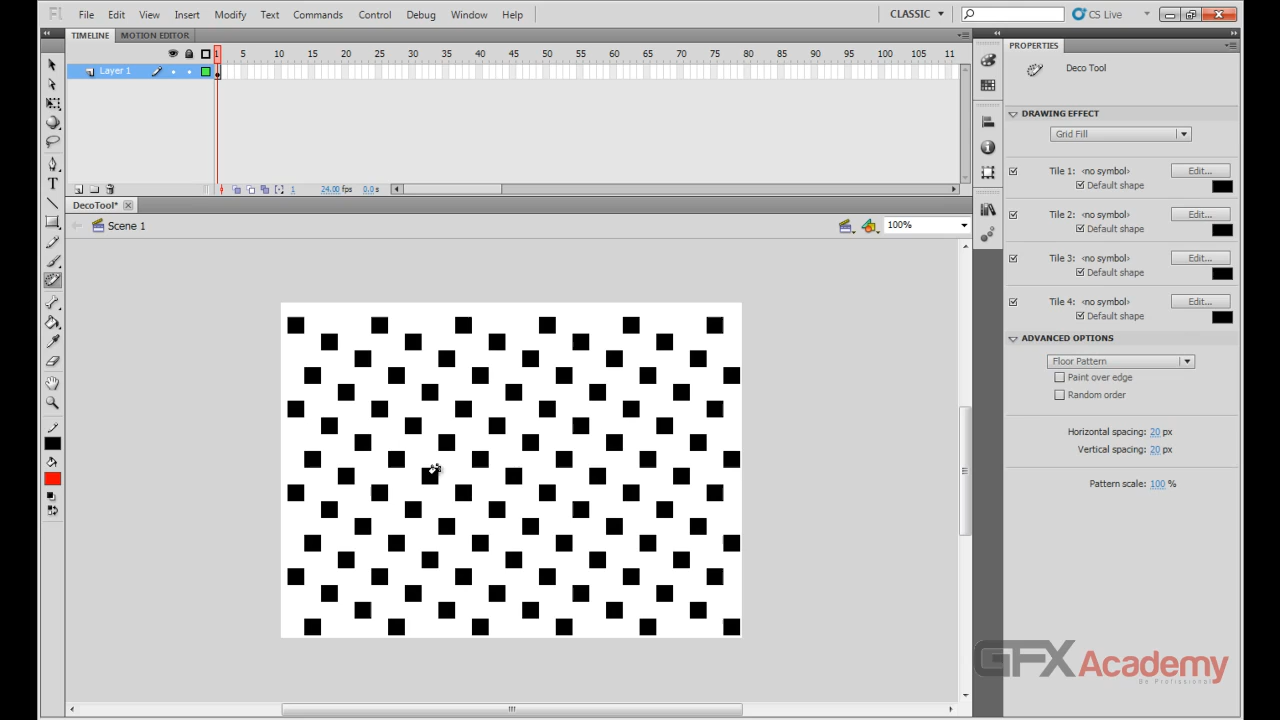 Fl File Edit View Insert Modify Text Commands Control Debug Window Help CLASSIC CS Live
TIMELINE MOTION EDITOR
1 5 10 15 20 25 30 35 40 45 50 55 60 65 70 75 80 85 90 95 100 105 11
Layer 1
1 24.00 fps 0.0 s
DecoTool*
Scene 1
100%
PROPERTIES
Deco Tool
DRAWING EFFECT
Grid Fill
Tile 1: <no symbol> Edit...
Default shape
Tile 2: <no symbol> Edit...
Default shape
Tile 3: <no symbol> Edit...
Default shape
Tile 4: <no symbol> Edit...
Default shape
ADVANCED OPTIONS
Floor Pattern
Paint over edge
Random order
Horizontal spacing: 20 px
Vertical spacing: 20 px
Pattern scale: 100 %
GFX Academy
Be Professional